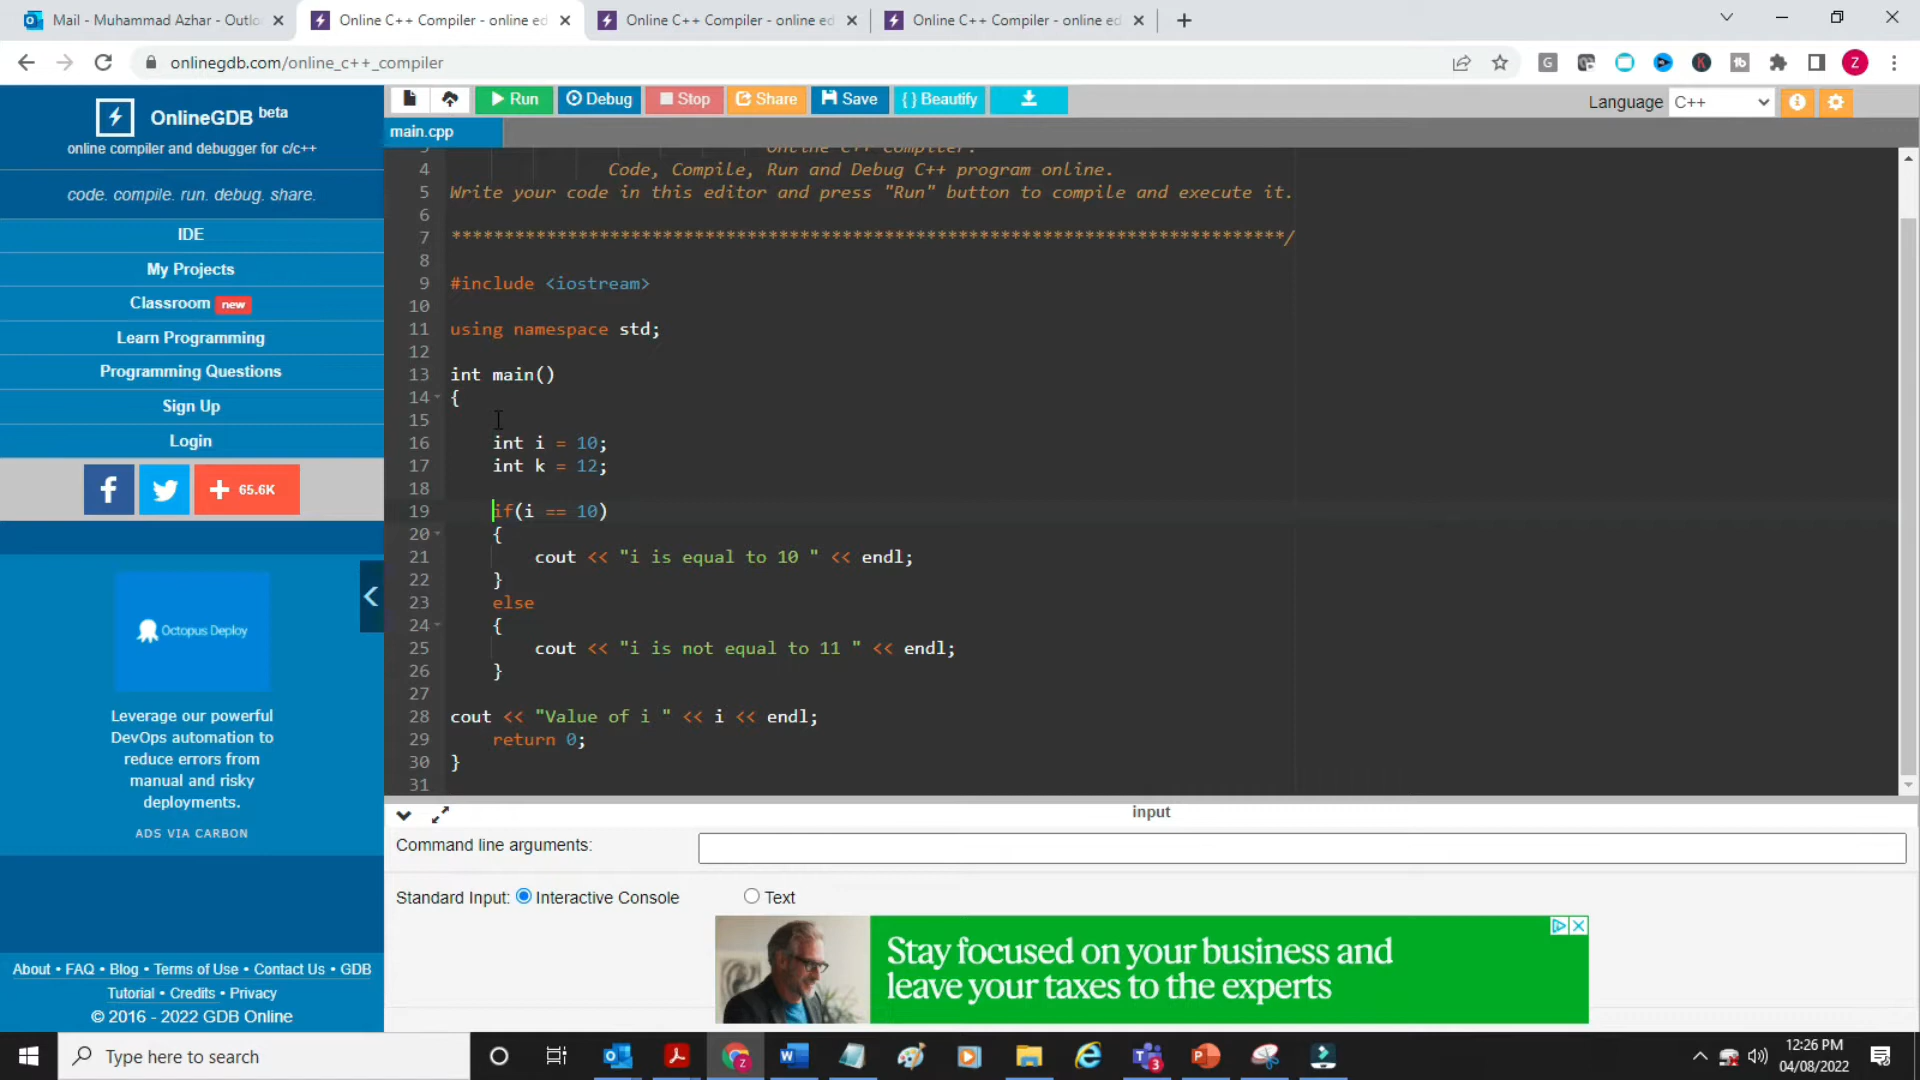 Mail - Muhammad Azhar - Outlo
Online C++ Compiler - online ed
Online C++ Compiler - online ed
Online C++ Compiler - online ed
onlinegdb.com/online_c++_compiler
OnlineGDB beta
online compiler and debugger for c/c++
code. compile. run. debug. share.
IDE
My Projects
Classroom new
Learn Programming
Programming Questions
Sign Up
Login
65.6K
Octopus Deploy
Leverage our powerful
DevOps automation to
reduce errors from
manual and risky
deployments.
ADS VIA CARBON
About • FAQ • Blog • Terms of Use • Contact Us • GDB
Tutorial • Credits • Privacy
© 2016 - 2022 GDB Online
Run Debug Stop Share Save { } Beautify
Language C++
main.cpp
3 Online C++ Compiler.
4 Code, Compile, Run and Debug C++ program online.
5 Write your code in this editor and press "Run" button to compile and execute it.
6
7 *******************************************************************************/
8
9 #include <iostream>
10
11 using namespace std;
12
13 int main()
14 {
15
16 int i = 10;
17 int k = 12;
18
19 if(i == 10)
20 {
21 cout << "i is equal to 10 " << endl;
22 }
23 else
24 {
25 cout << "i is not equal to 11 " << endl;
26 }
27
28 cout << "Value of i " << i << endl;
29 return 0;
30 }
31
input
Command line arguments:
Standard Input: Interactive Console Text
Stay focused on your business and
leave your taxes to the experts
Type here to search
12:26 PM
04/08/2022